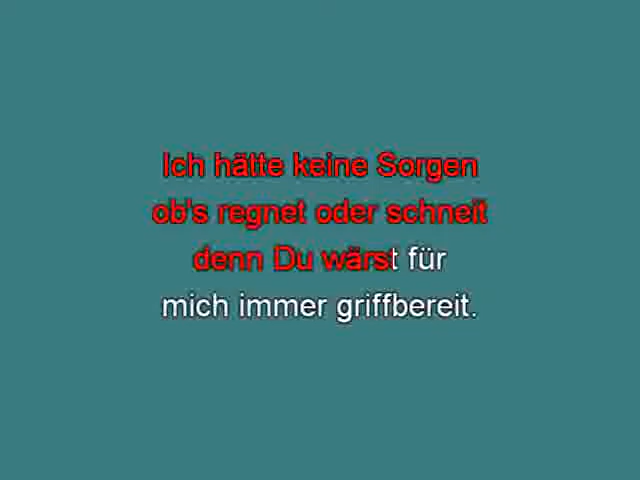 Ich hätte keine Sorgen
ob's regnet oder schneit
denn Du wärst für
mich immer griffbereit.